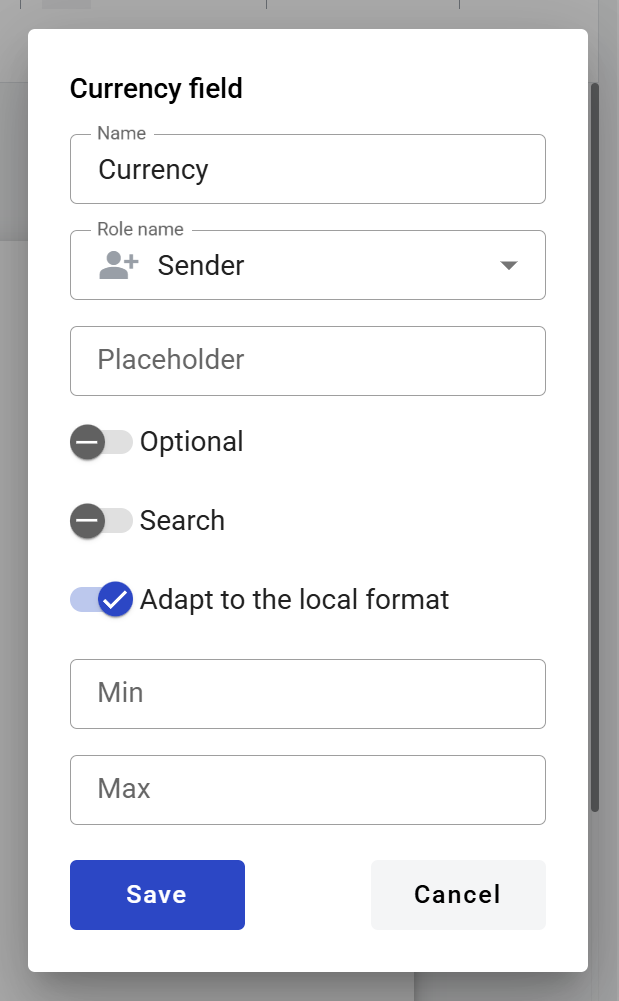 Currency field
Name
Currency
Role name
Sender
Placeholder
Optional
Search
Adapt to the local format
Min
Max
Save
Cancel